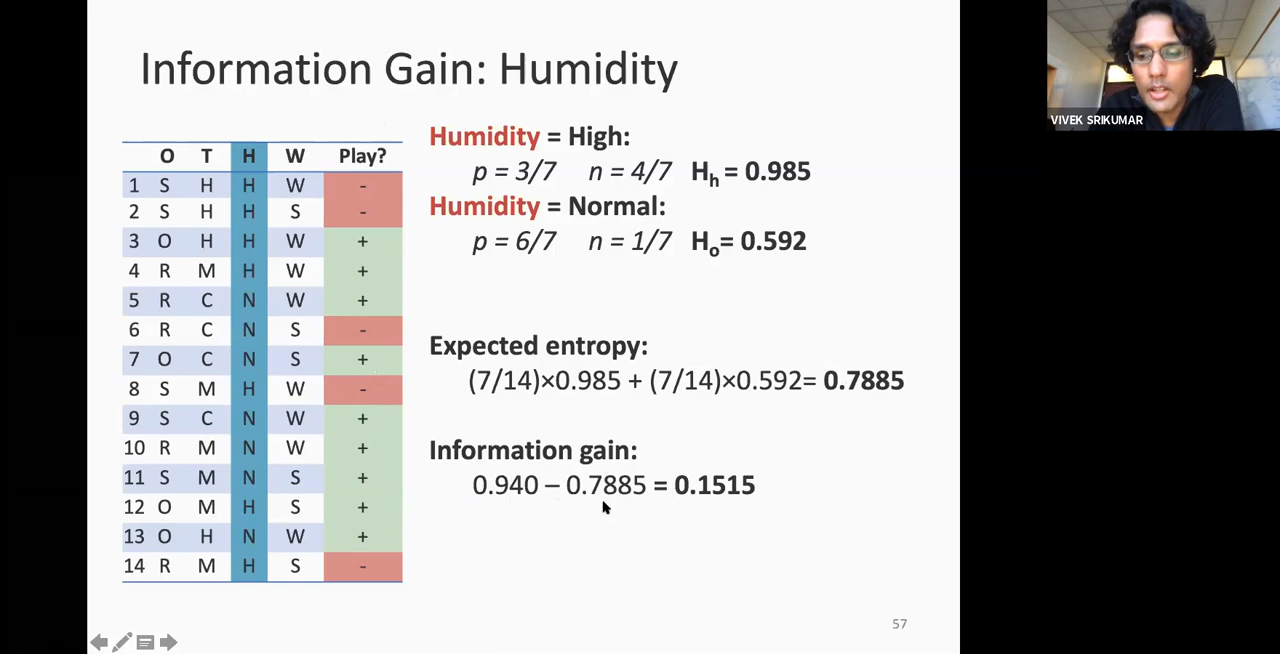 Information Gain: Humidity
O T H W Play?
1 S H H W -
2 S H H S -
3 O H H W +
4 R M H W +
5 R C N W +
6 R C N S -
7 O C N S +
8 S M H W -
9 S C N W +
10 R M N W +
11 S M N S +
12 O M H S +
13 O H N W +
14 R M H S -
Humidity = High:
p = 3/7 n = 4/7 Hh = 0.985
Humidity = Normal:
p = 6/7 n = 1/7 Ho= 0.592
Expected entropy:
(7/14)×0.985 + (7/14)×0.592= 0.7885
Information gain:
0.940 – 0.7885 = 0.1515
57
VIVEK SRIKUMAR